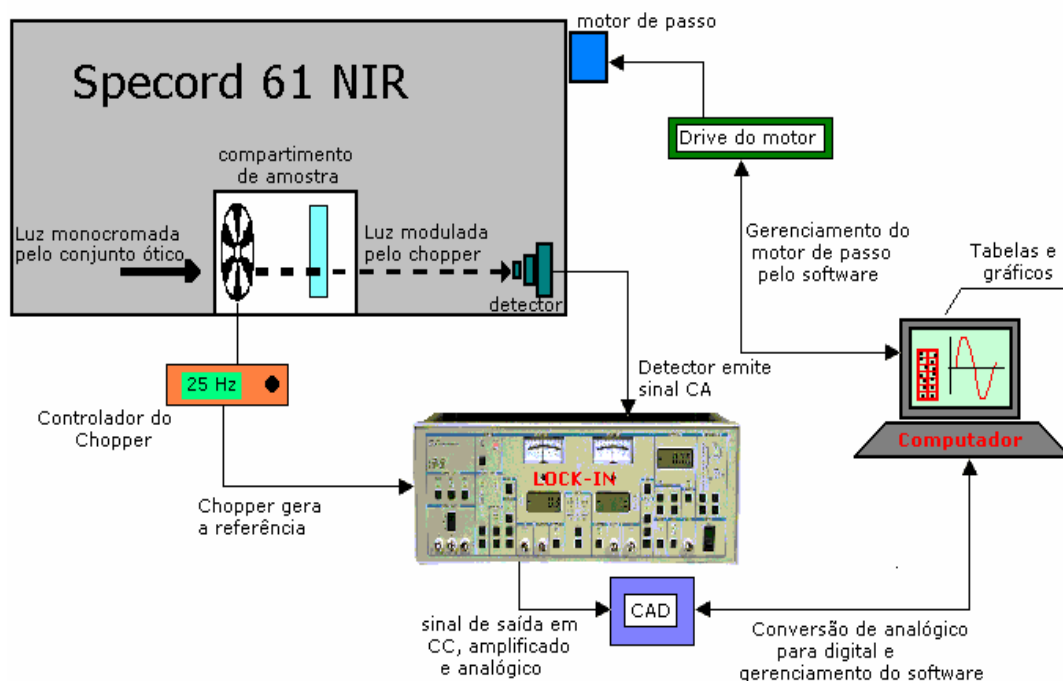 motor de passo
Specord 61 NIR
Drive do motor
compartimento
de amostra
Luz monocromada
pelo conjunto ótico
Luz modulada
pelo chopper
detector
Gerenciamento do
motor de passo
pelo software
Tabelas e
gráficos
25 Hz
Controlador do
Chopper
Detector emite
sinal CA
Computador
LOCK-IN
Chopper gera
a referência
CAD
sinal de saída em
CC, amplificado
e analógico
Conversão de analógico
para digital e
gerenciamento do software